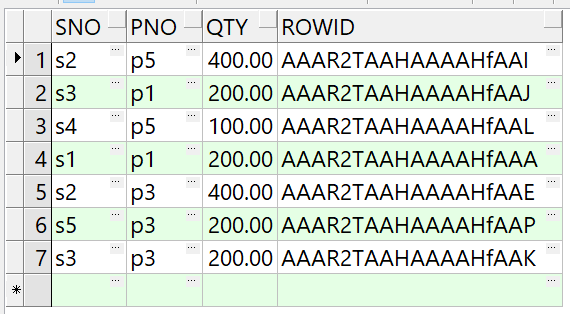 SNO PNO QTY ROWID
1 s2 p5 400.00 AAAR2TAAHAAAAHfAAI
2 s3 p1 200.00 AAAR2TAAHAAAAHfAAJ
3 s4 p5 100.00 AAAR2TAAHAAAAHfAAL
4 s1 p1 200.00 AAAR2TAAHAAAAHfAAA
5 s2 p3 400.00 AAAR2TAAHAAAAHfAAE
6 s5 p3 200.00 AAAR2TAAHAAAAHfAAP
7 s3 p3 200.00 AAAR2TAAHAAAAHfAAK
*